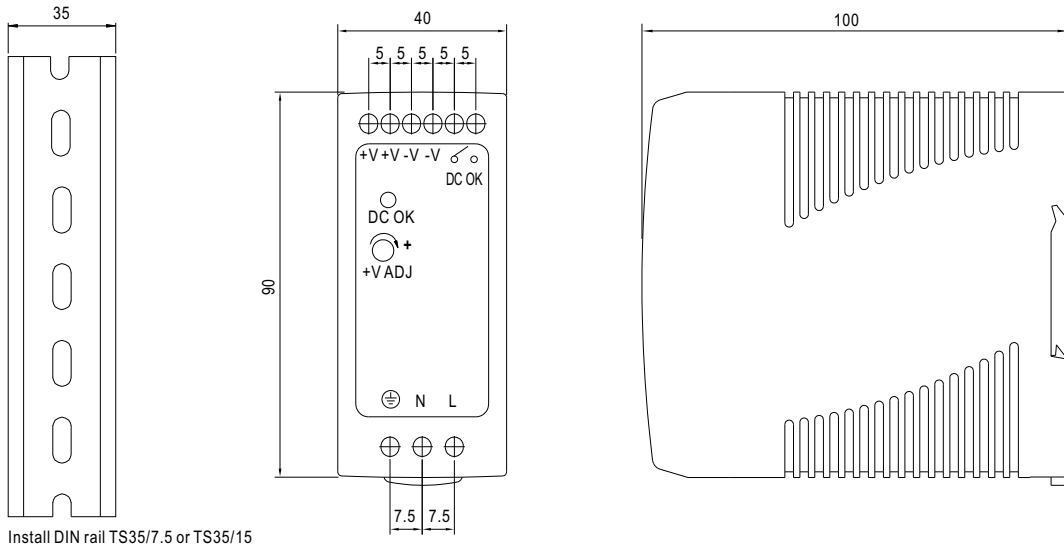 35
40
100
5 5 5 5 5
+V +V -V -V
DC OK
DC OK
+
+V ADJ
90
N L
7.5 7.5
Install DIN rail TS35/7.5 or TS35/15